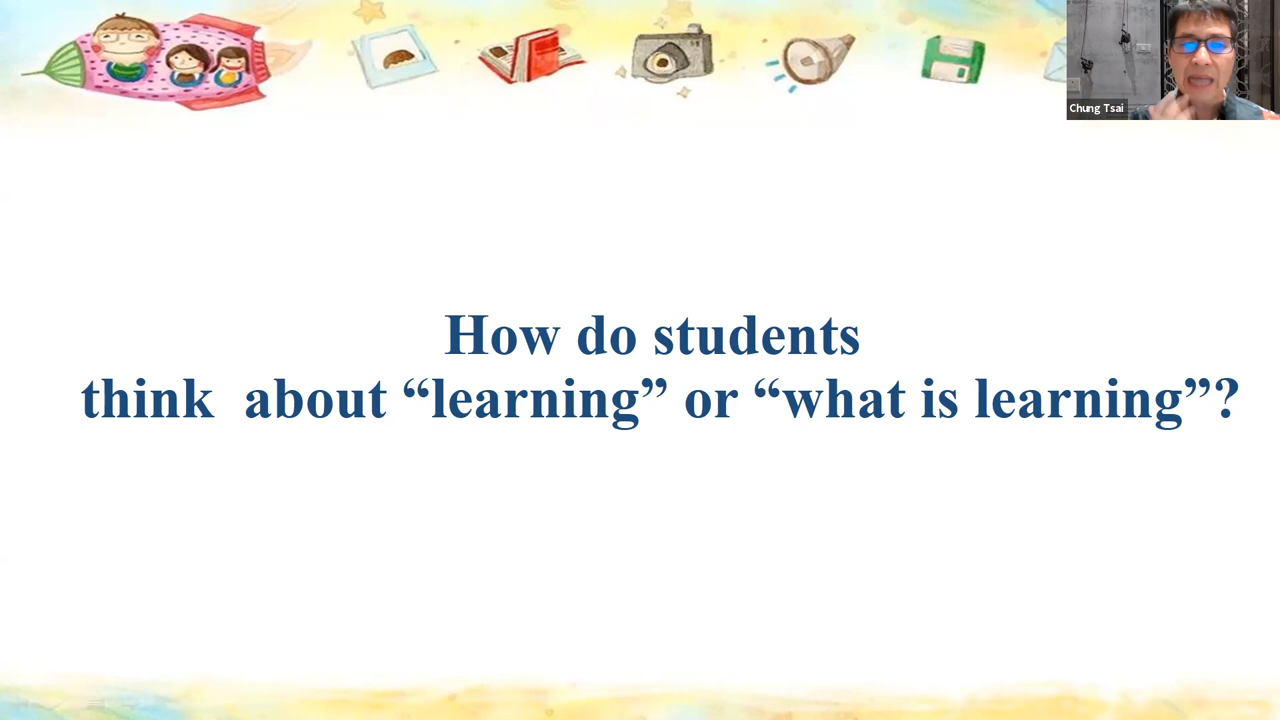 Chung Tsai
How do students
think  about “learning” or “what is learning”?